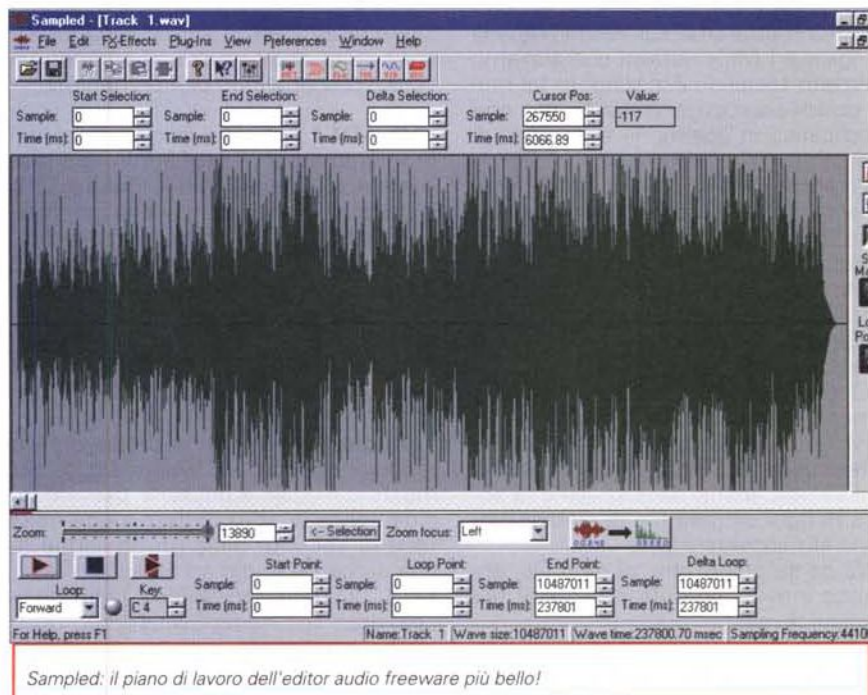 Sampled - [Track 1.wav]
File Edit FX-Effects Plug-Ins View Preferences Window Help
Start Selection: End Selection: Delta Selection: Cursor Pos: Value:
Sample: 0 Sample: 0 Sample: 0 Sample: 267550 -117
Time (ms): 0 Time (ms): 0 Time (ms): 0 Time (ms): 6066.89
Zoom: 13890 <- Selection Zoom focus: Left
Start Point: Loop Point: End Point: Delta Loop:
Loop: Key: Sample: 0 Sample: 0 Sample: 10487011 Sample: 10487011
Forward C 4 Time (ms): 0 Time (ms): 0 Time (ms): 237801 Time (ms): 237801
For Help, press F1 Name:Track 1 Wave size:10487011 Wave time:237800.70 msec Sampling Frequency:44100
Sampled: il piano di lavoro dell'editor audio freeware più bello!